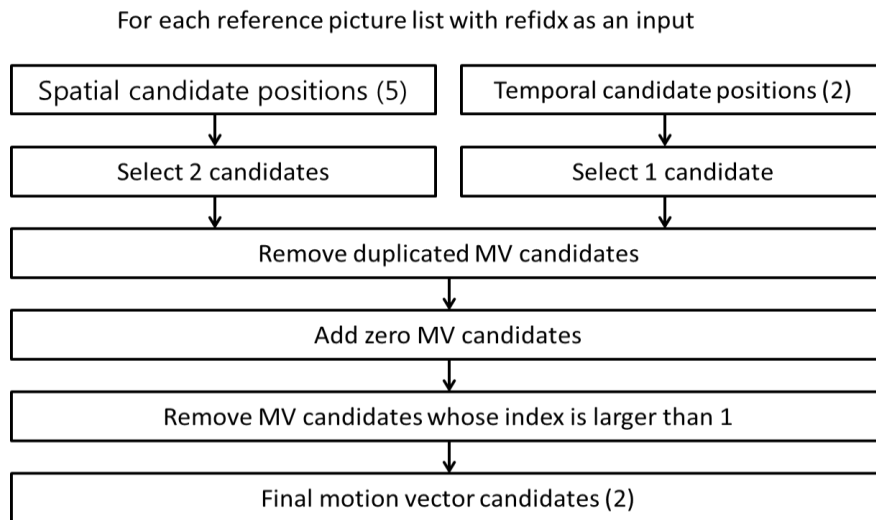 For each reference picture list with refidx as an input
Spatial candidate positions (5)
Temporal candidate positions (2)
Select 2 candidates
Select 1 candidate
Remove duplicated MV candidates
Add zero MV candidates
Remove MV candidates whose index is larger than 1
Final motion vector candidates (2)